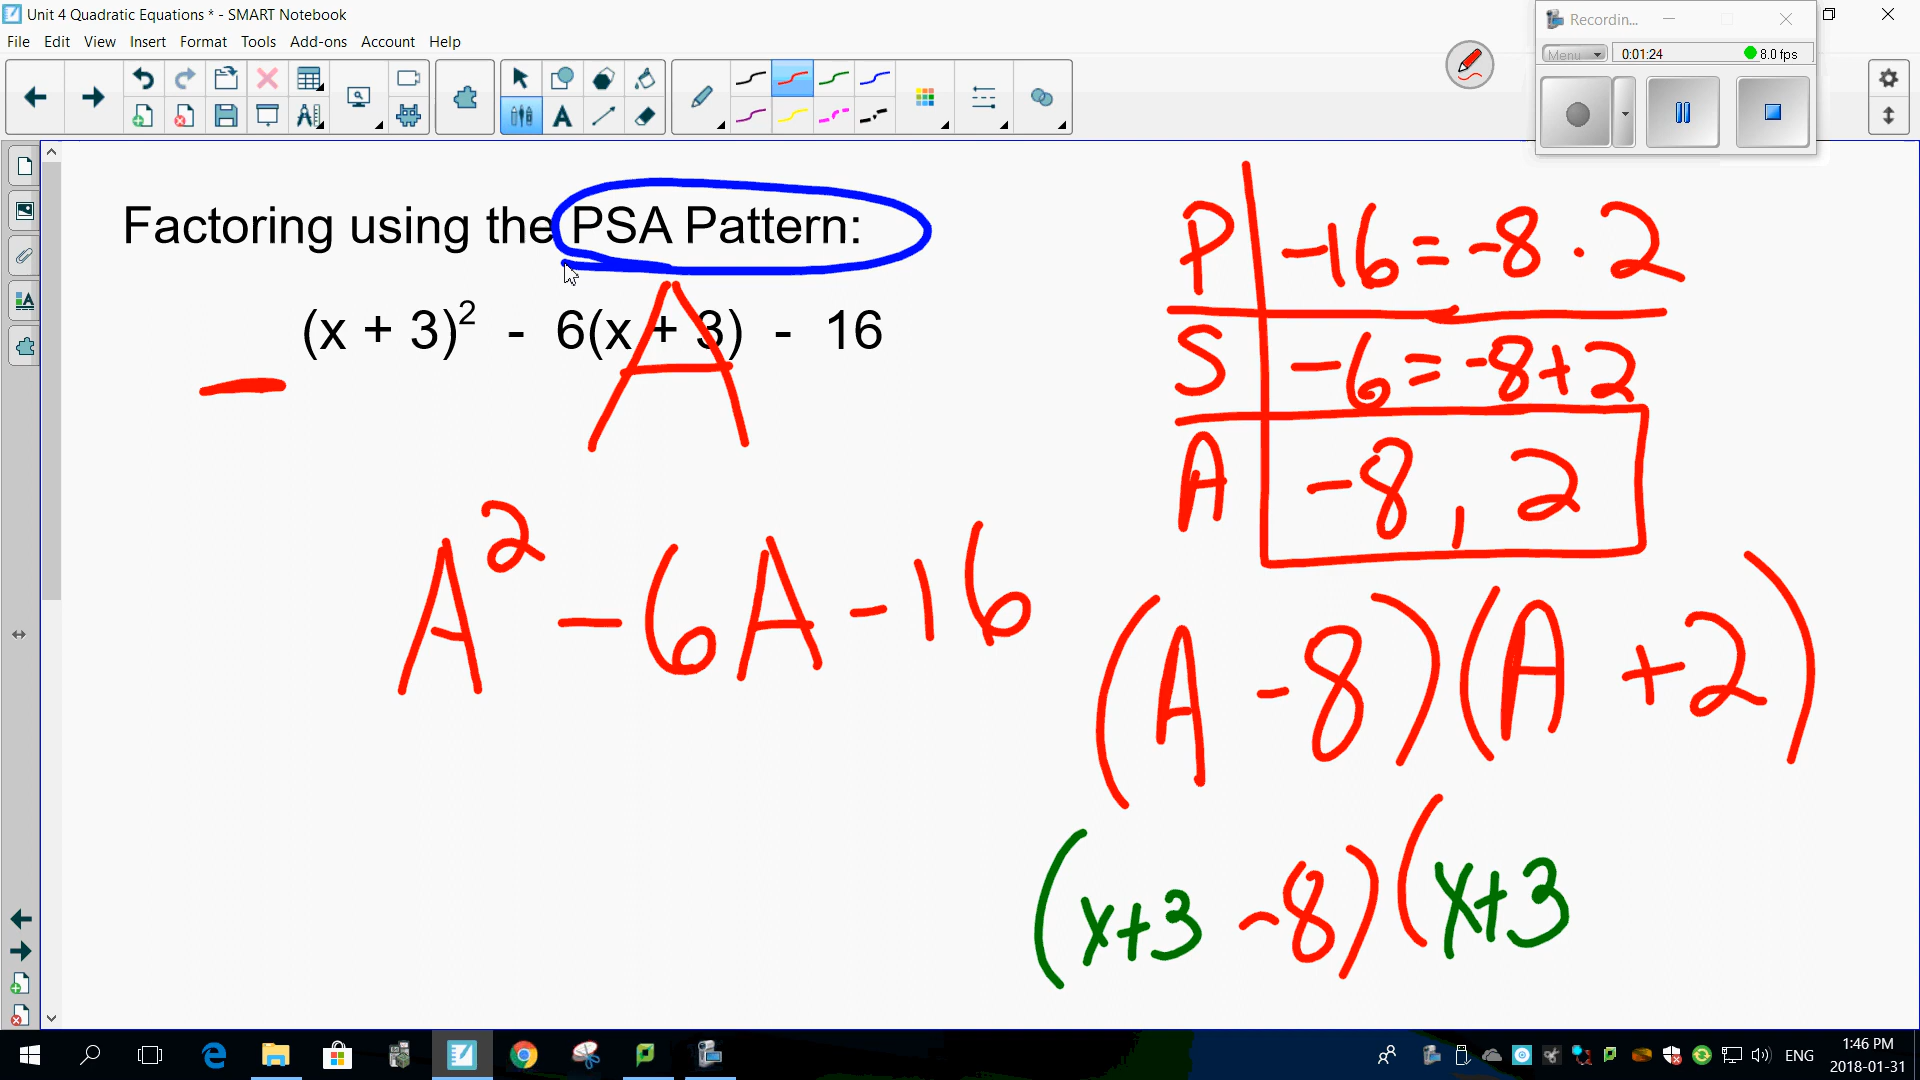 Unit 4 Quadratic Equations * - SMART Notebook
File Edit View Insert Format Tools Add-ons Account Help
Recordin...
Menu
0:01:24
8.0 fps
Factoring using the PSA Pattern:
(x + 3)² - 6(x + 3) - 16
A
A² - 6A - 16
P -16 = -8 · 2
S -6 = -8 + 2
A -8, 2
(A - 8)(A + 2)
(x+3 - 8)(x+3
ENG
1:46 PM
2018-01-31